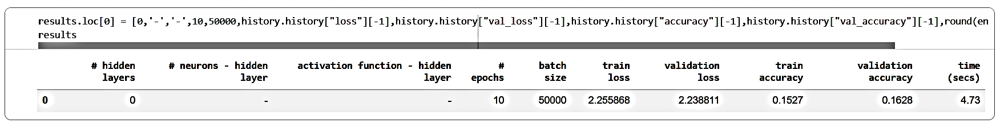 results.loc[0] = [0,'-','-',10,50000,history.history["loss"][-1],history.history["val_loss"][-1],history.history["accuracy"][-1],history.history["val_accuracy"][-1],round(en
results
# hidden layers # neurons - hidden layer activation function - hidden layer # epochs batch size train loss validation loss train accuracy validation accuracy time (secs)
0 0 - - 10 50000 2.255868 2.238811 0.1527 0.1628 4.73